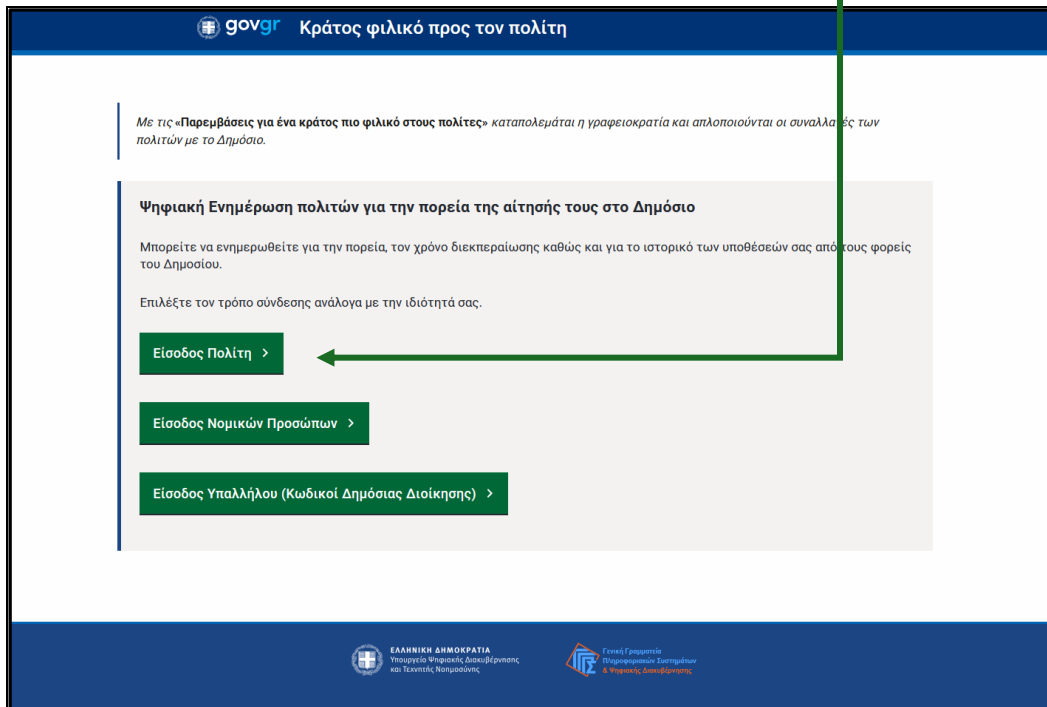 govgr Κράτος φιλικό προς τον πολίτη
Με τις «Παρεμβάσεις για ένα κράτος πιο φιλικό στους πολίτες» καταπολεμάται η γραφειοκρατία και απλοποιούνται οι συναλλαγές των
πολιτών με το Δημόσιο.
Ψηφιακή Ενημέρωση πολιτών για την πορεία της αίτησής τους στο Δημόσιο
Μπορείτε να ενημερωθείτε για την πορεία, τον χρόνο διεκπεραίωσης καθώς και για το ιστορικό των υποθέσεών σας από τους φορείς
του Δημοσίου.
Επιλέξτε τον τρόπο σύνδεσης ανάλογα με την ιδιότητά σας.
Είσοδος Πολίτη >
Είσοδος Νομικών Προσώπων >
Είσοδος Υπαλλήλου (Κωδικοί Δημόσιας Διοίκησης) >
ΕΛΛΗΝΙΚΗ ΔΗΜΟΚΡΑΤΙΑ
Υπουργείο Ψηφιακής Διακυβέρνησης
και Τεχνητής Νοημοσύνης
Γενική Γραμματεία
Πληροφοριακών Συστημάτων
& Ψηφιακής Διακυβέρνησης